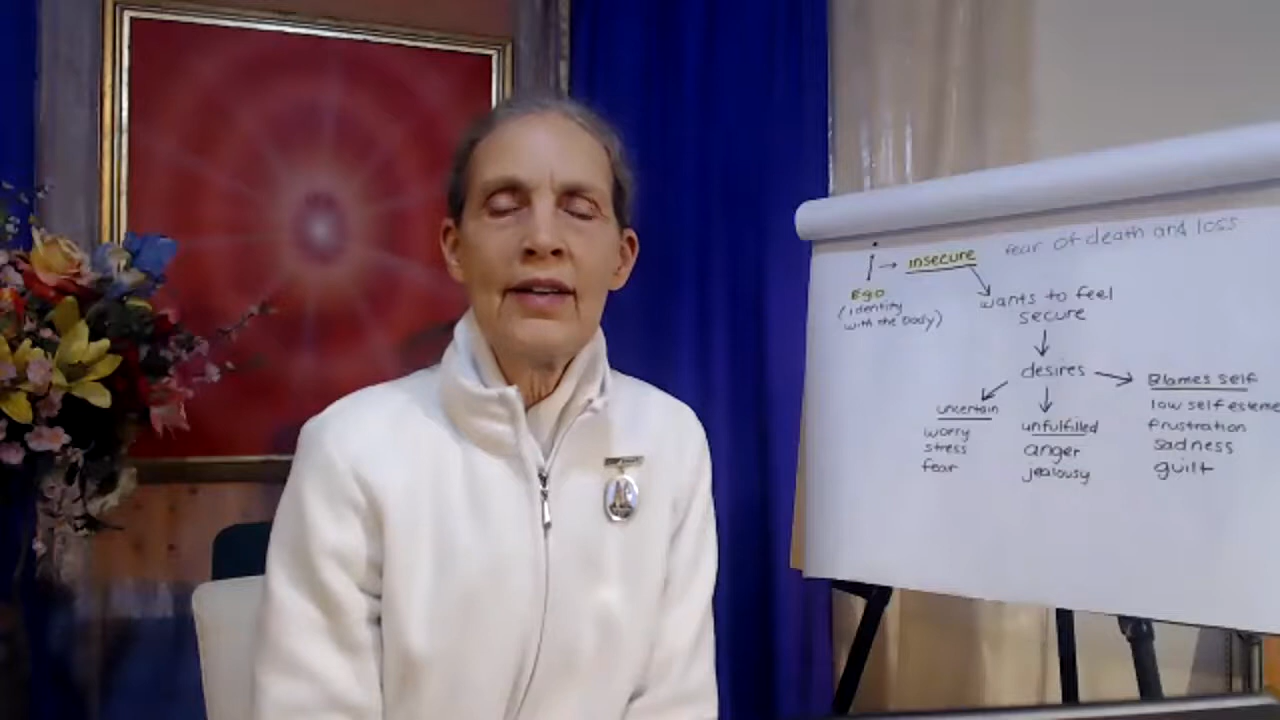 i → insecure fear of death and loss
Ego
(identity
with the body)
wants to feel
secure
desires
uncertain
worry
stress
fear
unfulfilled
anger
jealousy
Blames self
low self esteme
frustration
sadness
guilt